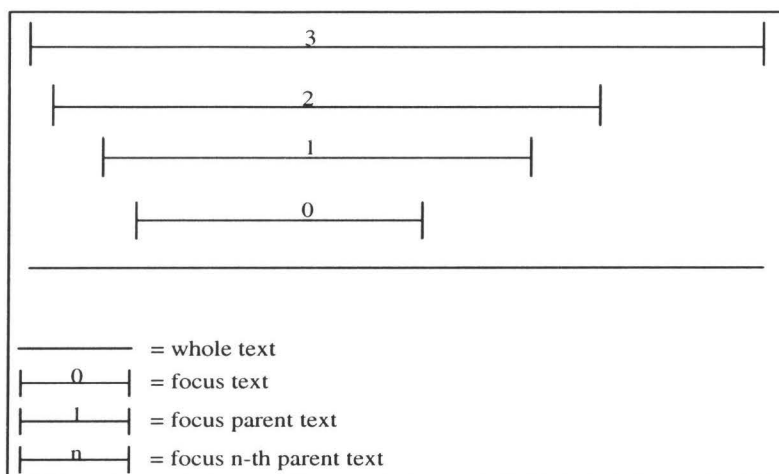 3
2
1
0
= whole text
0
= focus text
1
= focus parent text
n
= focus n-th parent text